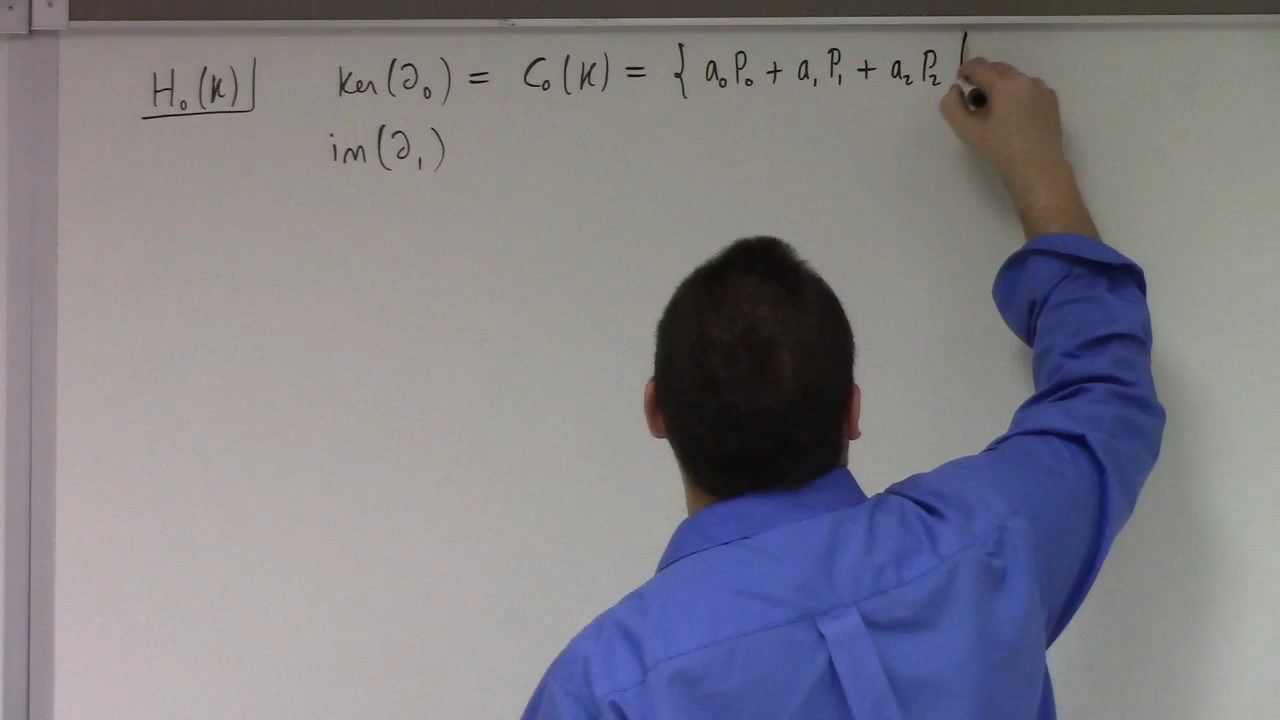 H₀(K) ker(∂₀) = C₀(K) = { a₀P₀ + a₁P₁ + a₂P₂ |
im(∂₁)